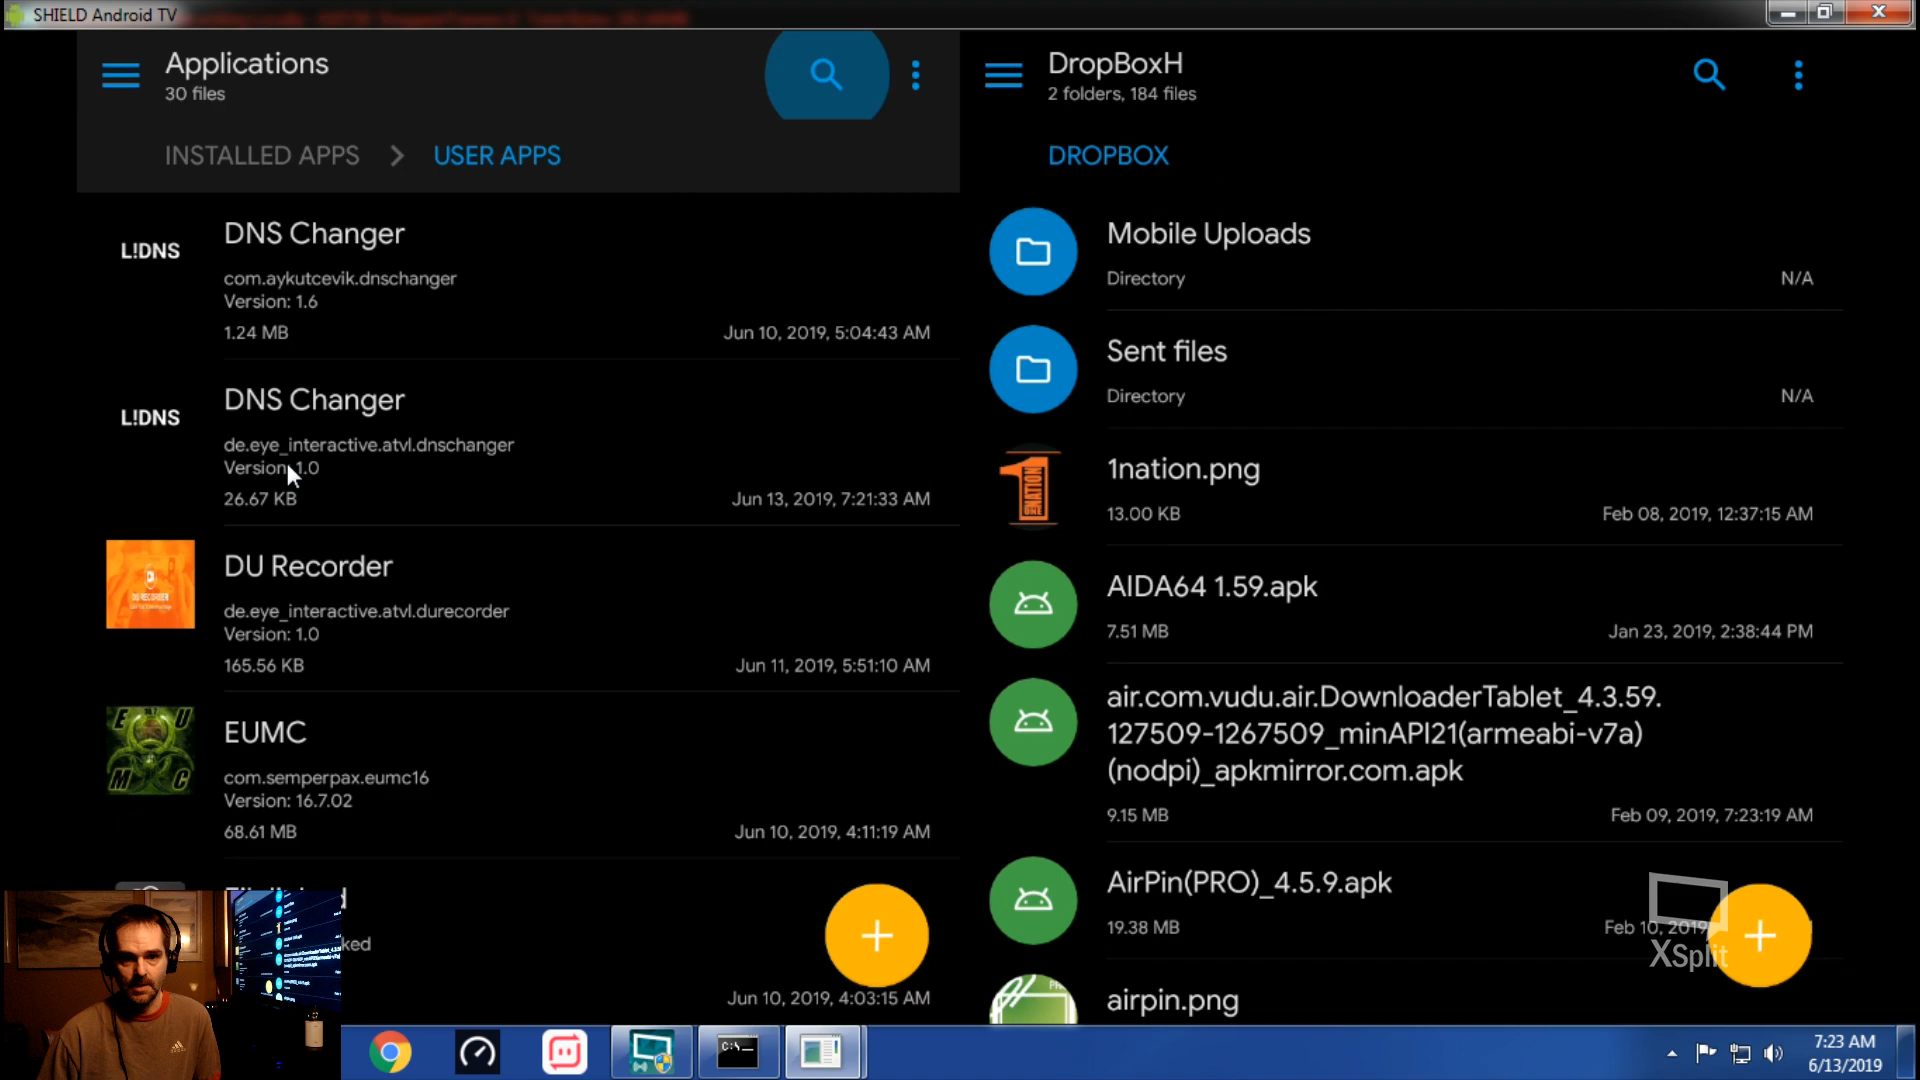 SHIELD Android TV
Applications
30 files
INSTALLED APPS
USER APPS
L!DNS
DNS Changer
com.aykutcevik.dnschanger
Version: 1.6
1.24 MB
Jun 10, 2019, 5:04:43 AM
L!DNS
DNS Changer
de.eye_interactive.atvl.dnschanger
Version: 1.0
26.67 KB
Jun 13, 2019, 7:21:33 AM
DU RECORDER
DU Recorder
de.eye_interactive.atvl.durecorder
Version: 1.0
165.56 KB
Jun 11, 2019, 5:51:10 AM
E U
M C
EUMC
com.semperpax.eumc16
Version: 16.7.02
68.61 MB
Jun 10, 2019, 4:11:19 AM
Jun 10, 2019, 4:03:15 AM
DropBoxH
2 folders, 184 files
DROPBOX
Mobile Uploads
Directory
N/A
Sent files
Directory
N/A
1nation.png
13.00 KB
Feb 08, 2019, 12:37:15 AM
AIDA64 1.59.apk
7.51 MB
Jan 23, 2019, 2:38:44 PM
air.com.vudu.air.DownloaderTablet_4.3.59.
127509-1267509_minAPI21(armeabi-v7a)
(nodpi)_apkmirror.com.apk
9.15 MB
Feb 09, 2019, 7:23:19 AM
AirPin(PRO)_4.5.9.apk
19.38 MB
Feb 10, 2019
XSplit
airpin.png
C:\
7:23 AM
6/13/2019